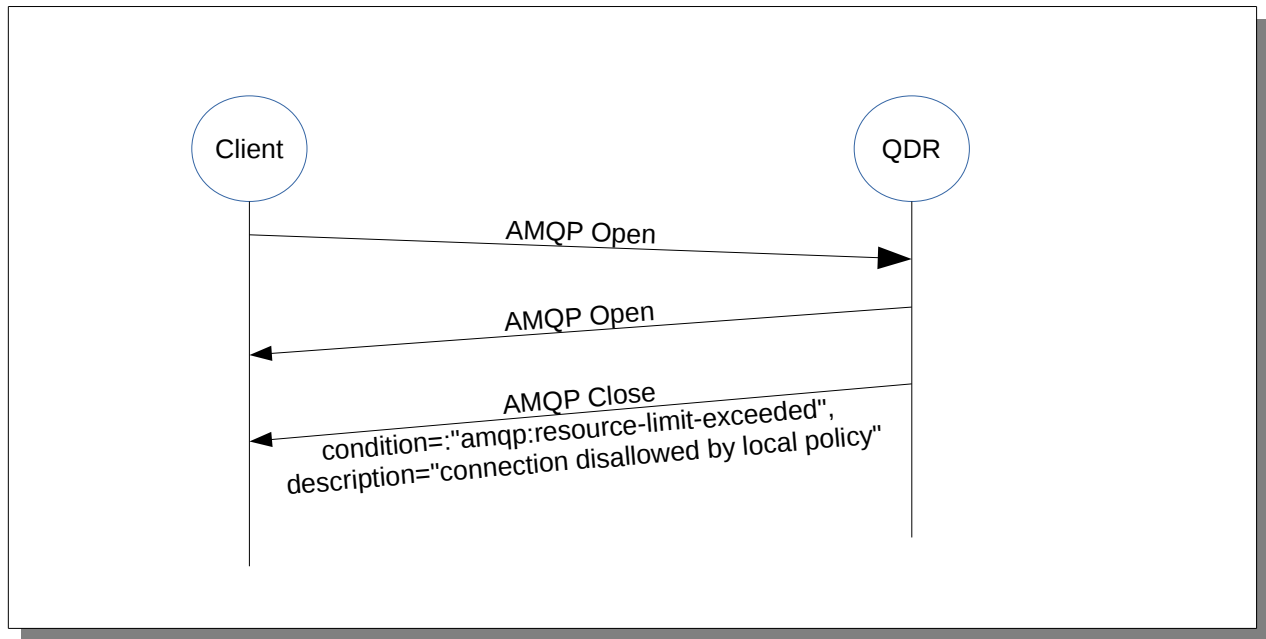 Client
QDR
AMQP Open
AMQP Open
AMQP Close
condition=:"amqp:resource-limit-exceeded",
description="connection disallowed by local policy"